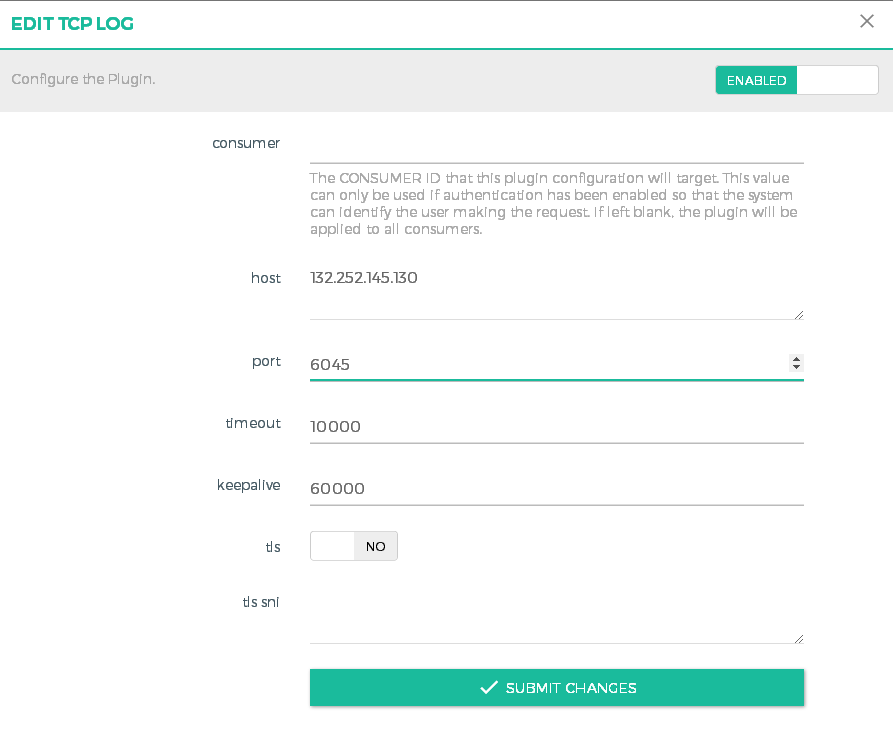 EDIT TCP LOG
Configure the Plugin.
ENABLED
consumer
The CONSUMER ID that this plugin configuration will target. This value
can only be used if authentication has been enabled so that the system
can identify the user making the request. If left blank, the plugin will be
applied to all consumers.
host
132.252.145.130
port
6045
timeout
10000
keepalive
60000
tls
NO
tls sni
SUBMIT CHANGES